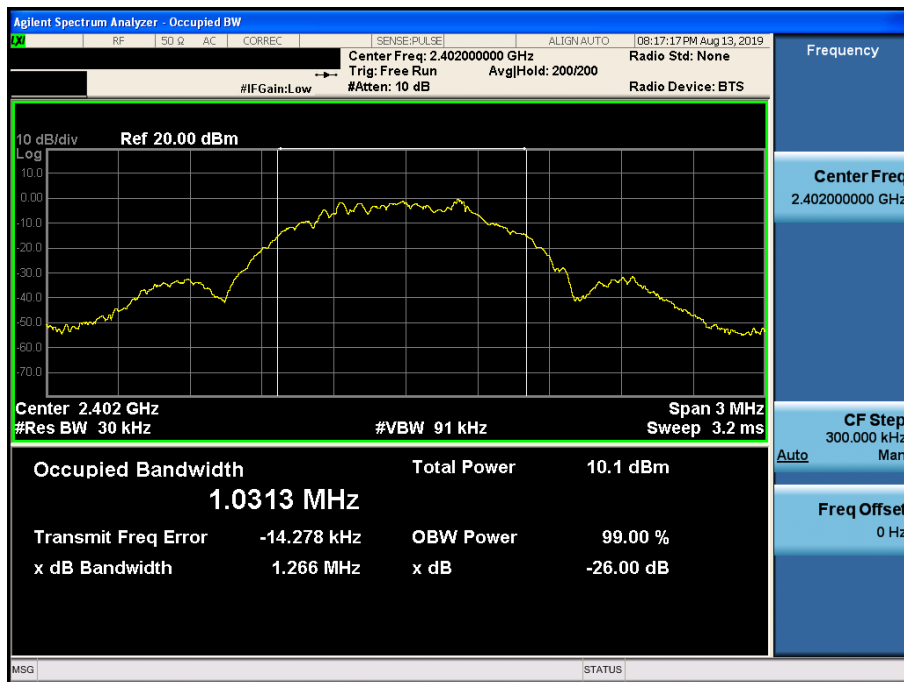 Agilent Spectrum Analyzer - Occupied BW
LXI RF 50 Ω AC CORREC SENSE:PULSE ALIGN AUTO 08:17:17 PM Aug 13, 2019
Center Freq: 2.402000000 GHz Radio Std: None
Trig: Free Run Avg|Hold: 200/200
#IFGain:Low #Atten: 10 dB Radio Device: BTS
Frequency
10 dB/div Ref 20.00 dBm
Log
10.0
0.00
-10.0
-20.0
-30.0
-40.0
-50.0
-60.0
-70.0
Center 2.402 GHz Span 3 MHz
#Res BW 30 kHz #VBW 91 kHz Sweep 3.2 ms
Occupied Bandwidth Total Power 10.1 dBm
1.0313 MHz
Transmit Freq Error -14.278 kHz OBW Power 99.00 %
x dB Bandwidth 1.266 MHz x dB -26.00 dB
Center Freq
2.402000000 GHz
CF Step
300.000 kHz
Auto Man
Freq Offset
0 Hz
MSG STATUS